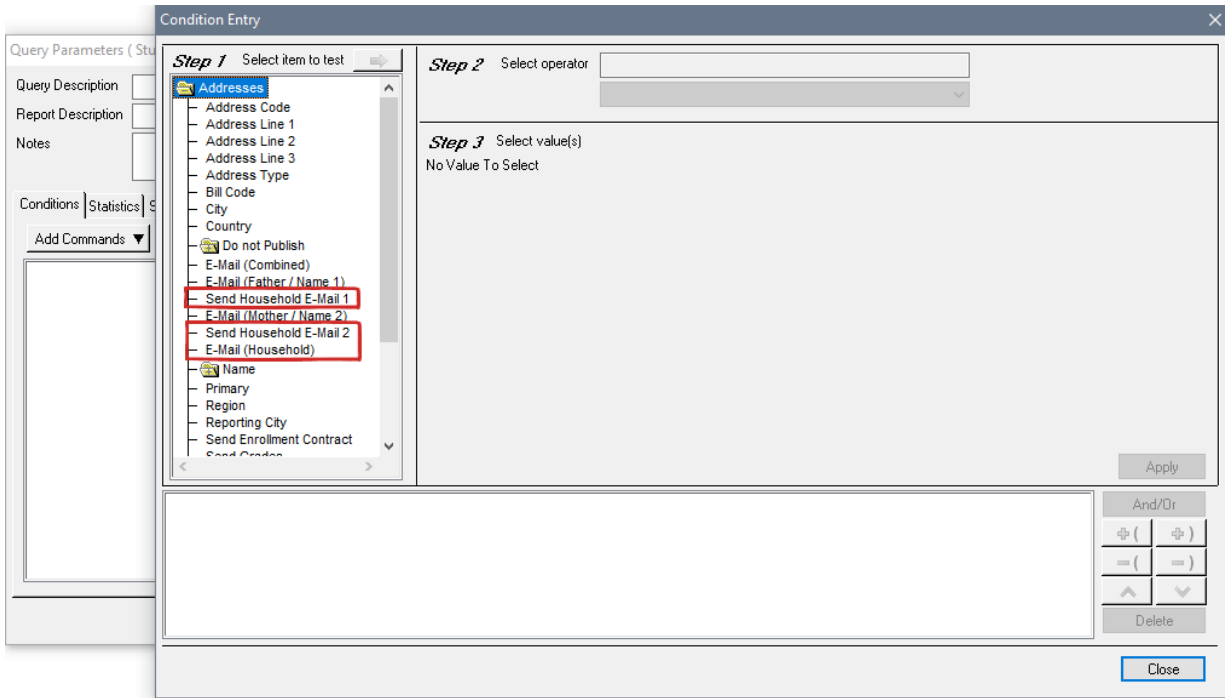 Condition Entry
Query Parameters ( Stu
Query Description
Report Description
Notes
Conditions
Statistics
S
Add Commands ▼
Step 1 Select item to test
Addresses
Address Code
Address Line 1
Address Line 2
Address Line 3
Address Type
Bill Code
City
Country
Do not Publish
E-Mail (Combined)
E-Mail (Father / Name 1)
Send Household E-Mail 1
E-Mail (Mother / Name 2)
Send Household E-Mail 2
E-Mail (Household)
Name
Primary
Region
Reporting City
Send Enrollment Contract
Send Grades
Step 2 Select operator
Step 3 Select value(s)
No Value To Select
Apply
And/Or
+ ( + )
- ( - )
Delete
Close